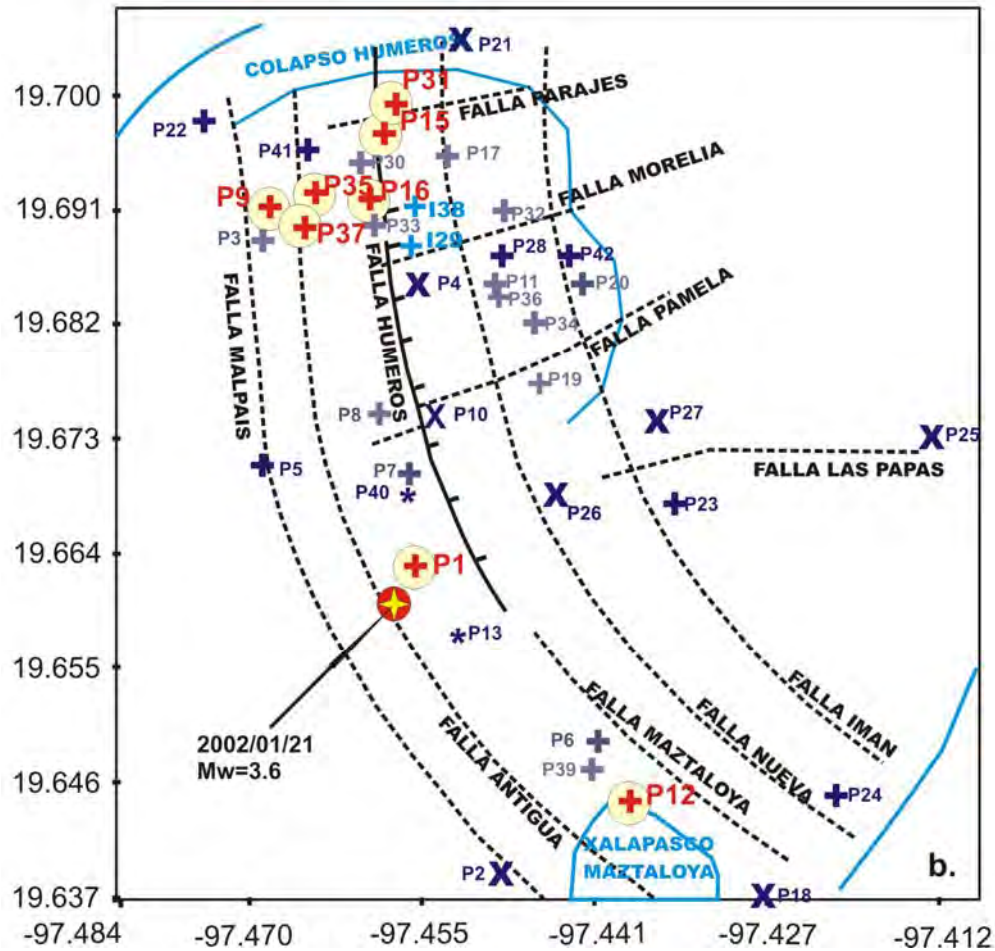 P21
COLAPSO HUMEROS
P31
19.700
FALLA PARAJES
P22
P15
P41
P30
P17
FALLA MORELIA
P9
P35
P16
19.691
I38
P32
P37
P33
P3
I29
P28
P42
P4
P11
P20
P36
FALLA PAMELA
FALLA MALPAIS
FALLA HUMEROS
19.682
P34
P19
P8
P10
P27
P25
19.673
P5
P7
FALLA LAS PAPAS
P40
P26
P23
19.664
P1
P13
19.655
FALLA MAZTALOYA
FALLA NUEVA
FALLA IMAN
2002/01/21
Mw=3.6
P6
P39
FALLA ANTIGUA
19.646
P12
P24
XALAPASCO
MAZTALOYA
P2
b.
P18
19.637
-97.484
-97.470
-97.455
-97.441
-97.427
-97.412